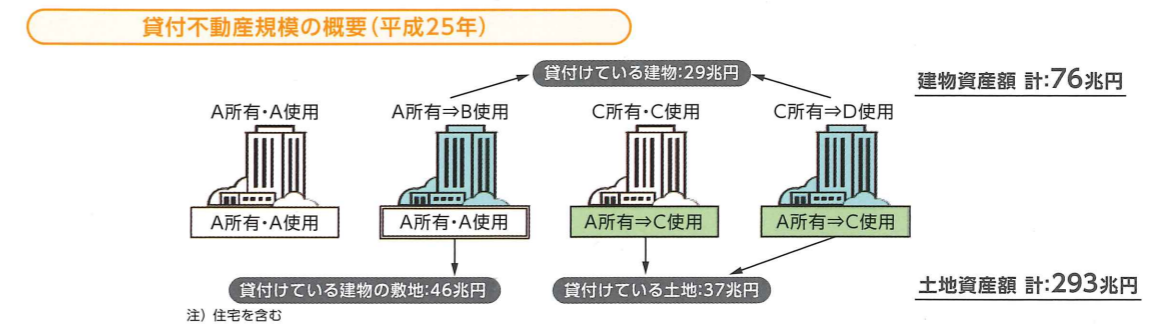 貸付不動産規模の概要(平成25年)
貸付けている建物:29兆円
建物資産額 計:76兆円
A所有・A使用
A所有⇒B使用
C所有・C使用
C所有⇒D使用
A所有・A使用
A所有・A使用
A所有⇒C使用
A所有⇒C使用
貸付けている建物の敷地:46兆円
貸付けている土地:37兆円
土地資産額 計:293兆円
注) 住宅を含む